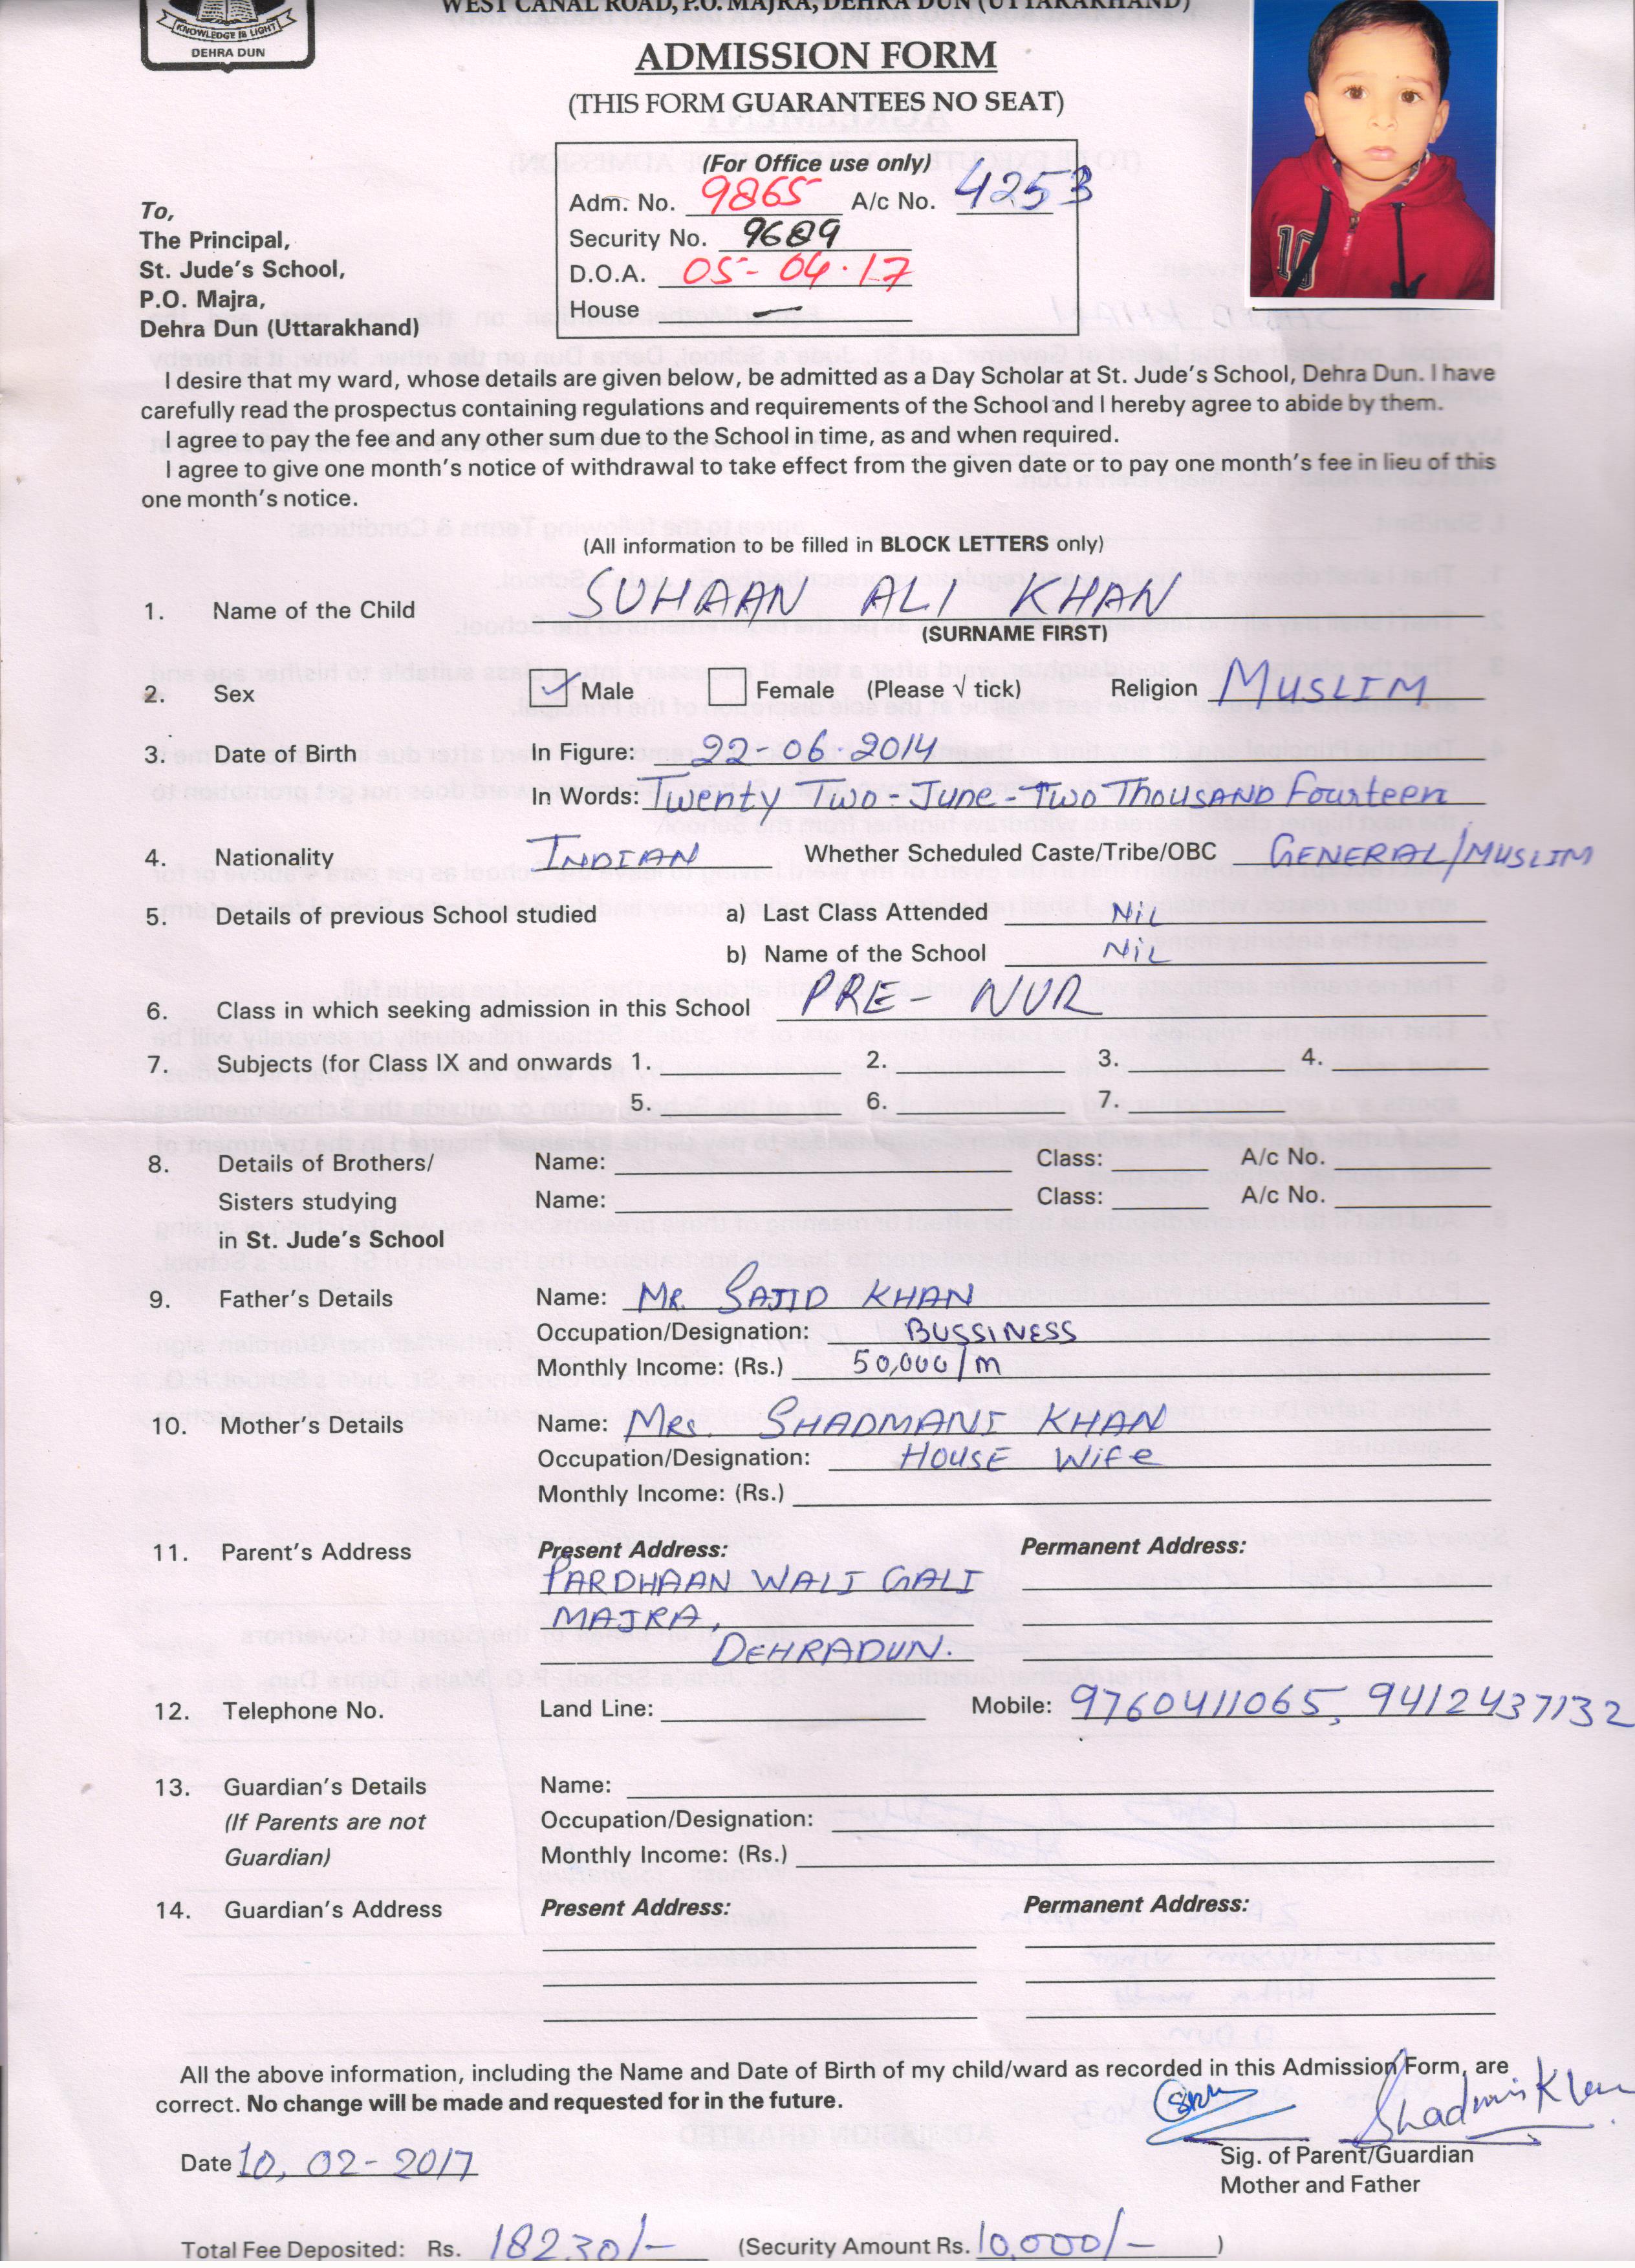 WEST CANAL ROAD, P.O. MAJRA, DEHRA DUN (UTTARAKHAND)
KNOWLEDGE IS LIGHT
DEHRA DUN
ADMISSION FORM
(THIS FORM GUARANTEES NO SEAT)
(For Office use only)
Adm. No. 9865 A/c No. 4253
Security No. 9689
D.O.A. 05-04.17
House —
To,
The Principal,
St. Jude's School,
P.O. Majra,
Dehra Dun (Uttarakhand)
I desire that my ward, whose details are given below, be admitted as a Day Scholar at St. Jude's School, Dehra Dun. I have
carefully read the prospectus containing regulations and requirements of the School and I hereby agree to abide by them.
I agree to pay the fee and any other sum due to the School in time, as and when required.
I agree to give one month's notice of withdrawal to take effect from the given date or to pay one month's fee in lieu of this
one month's notice.
(All information to be filled in BLOCK LETTERS only)
1. Name of the Child SUHAAN ALI KHAN
(SURNAME FIRST)
2. Sex ✓ Male Female (Please √ tick) Religion MUSLIM
3. Date of Birth In Figure: 22-06-2014
In Words: Twenty Two-June-Two Thousand Fourteen
4. Nationality INDIAN Whether Scheduled Caste/Tribe/OBC GENERAL/MUSLIM
5. Details of previous School studied a) Last Class Attended NiL
b) Name of the School NiL
6. Class in which seeking admission in this School PRE- NUR
7. Subjects (for Class IX and onwards 1. 2. 3. 4.
5. 6. 7.
8. Details of Brothers/ Name: Class: A/c No.
Sisters studying Name: Class: A/c No.
in St. Jude's School
9. Father's Details Name: MR. SAJID KHAN
Occupation/Designation: BUSSINESS
Monthly Income: (Rs.) 50,000/m
10. Mother's Details Name: Mrs. SHADMANI KHAN
Occupation/Designation: HOUSE Wife
Monthly Income: (Rs.)
11. Parent's Address Present Address: Permanent Address:
PARDHAAN WALI GALI
MAJRA,
DEHRADUN.
12. Telephone No. Land Line: Mobile: 9760411065, 9412437132
13. Guardian's Details Name:
(If Parents are not Occupation/Designation:
Guardian) Monthly Income: (Rs.)
14. Guardian's Address Present Address: Permanent Address:
All the above information, including the Name and Date of Birth of my child/ward as recorded in this Admission Form, are
correct. No change will be made and requested for in the future.
Shadmani Khan
Date 10, 02-2017 Sig. of Parent/Guardian
Mother and Father
Total Fee Deposited: Rs. 18230/- (Security Amount Rs. 10,000/- )